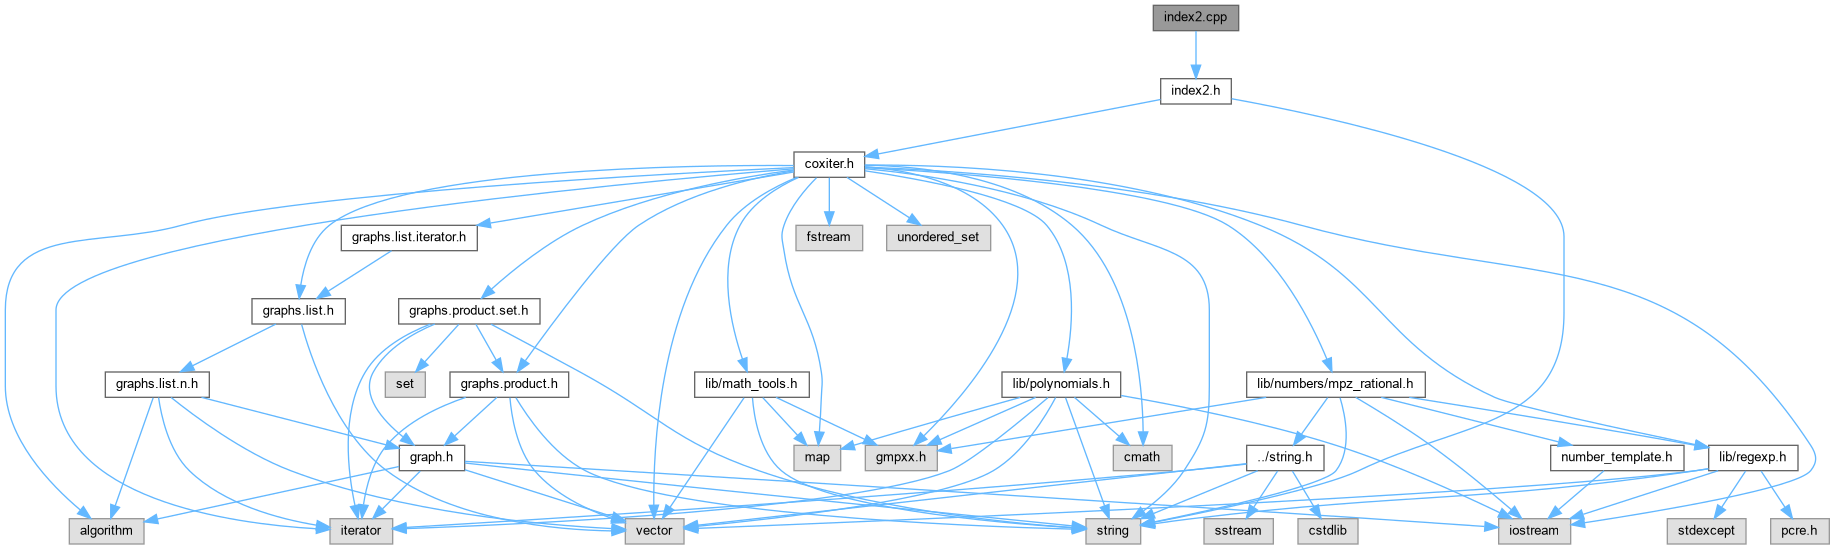 index2.cpp
index2.h
coxiter.h
graphs.list.iterator.h
fstream
unordered_set
graphs.list.h
graphs.product.set.h
graphs.list.n.h
set
graphs.product.h
lib/math_tools.h
lib/polynomials.h
lib/numbers/mpz_rational.h
graph.h
map
gmpxx.h
cmath
../string.h
number_template.h
lib/regexp.h
algorithm
iterator
vector
string
sstream
cstdlib
iostream
stdexcept
pcre.h